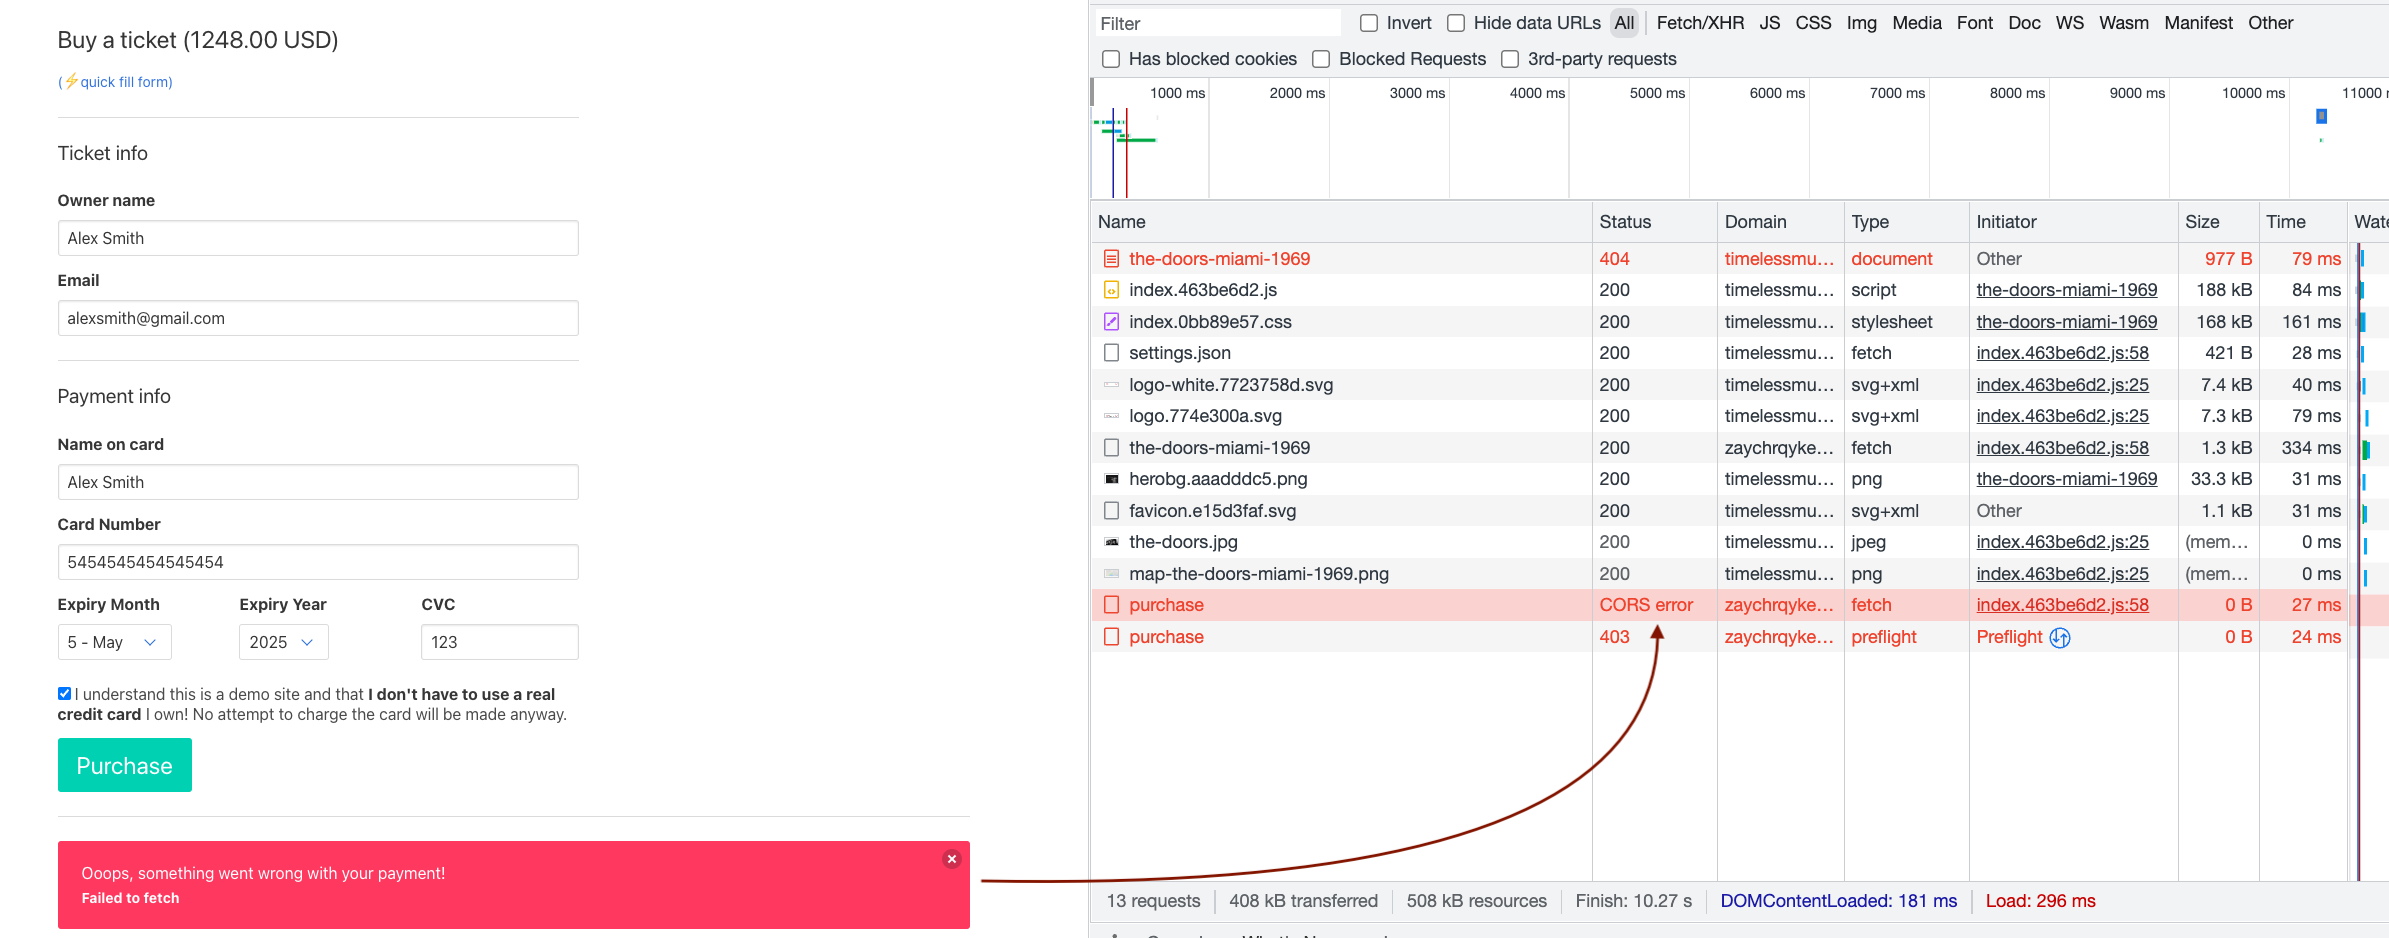 Buy a ticket (1248.00 USD)
(⚡quick fill form)
Ticket info
Owner name
Alex Smith
Email
alexsmith@gmail.com
Payment info
Name on card
Alex Smith
Card Number
5454545454545454
Expiry Month Expiry Year CVC
5 - May 2025 123
I understand this is a demo site and that I don't have to use a real
credit card I own! No attempt to charge the card will be made anyway.
Purchase
Ooops, something went wrong with your payment!
Failed to fetch
Filter Invert Hide data URLs All Fetch/XHR JS CSS Img Media Font Doc WS Wasm Manifest Other
Has blocked cookies Blocked Requests 3rd-party requests
1000 ms 2000 ms 3000 ms 4000 ms 5000 ms 6000 ms 7000 ms 8000 ms 9000 ms 10000 ms 11000
Name Status Domain Type Initiator Size Time Wate
the-doors-miami-1969 404 timelessmu… document Other 977 B 79 ms
index.463be6d2.js 200 timelessmu… script the-doors-miami-1969 188 kB 84 ms
index.0bb89e57.css 200 timelessmu… stylesheet the-doors-miami-1969 168 kB 161 ms
settings.json 200 timelessmu… fetch index.463be6d2.js:58 421 B 28 ms
logo-white.7723758d.svg 200 timelessmu… svg+xml index.463be6d2.js:25 7.4 kB 40 ms
logo.774e300a.svg 200 timelessmu… svg+xml index.463be6d2.js:25 7.3 kB 79 ms
the-doors-miami-1969 200 zaychrqyke… fetch index.463be6d2.js:58 1.3 kB 334 ms
herobg.aaadddc5.png 200 timelessmu… png the-doors-miami-1969 33.3 kB 31 ms
favicon.e15d3faf.svg 200 timelessmu… svg+xml Other 1.1 kB 31 ms
the-doors.jpg 200 timelessmu… jpeg index.463be6d2.js:25 (mem… 0 ms
map-the-doors-miami-1969.png 200 timelessmu… png index.463be6d2.js:25 (mem… 0 ms
purchase CORS error zaychrqyke… fetch index.463be6d2.js:58 0 B 27 ms
purchase 403 zaychrqyke… preflight Preflight 0 B 24 ms
13 requests 408 kB transferred 508 kB resources Finish: 10.27 s DOMContentLoaded: 181 ms Load: 296 ms